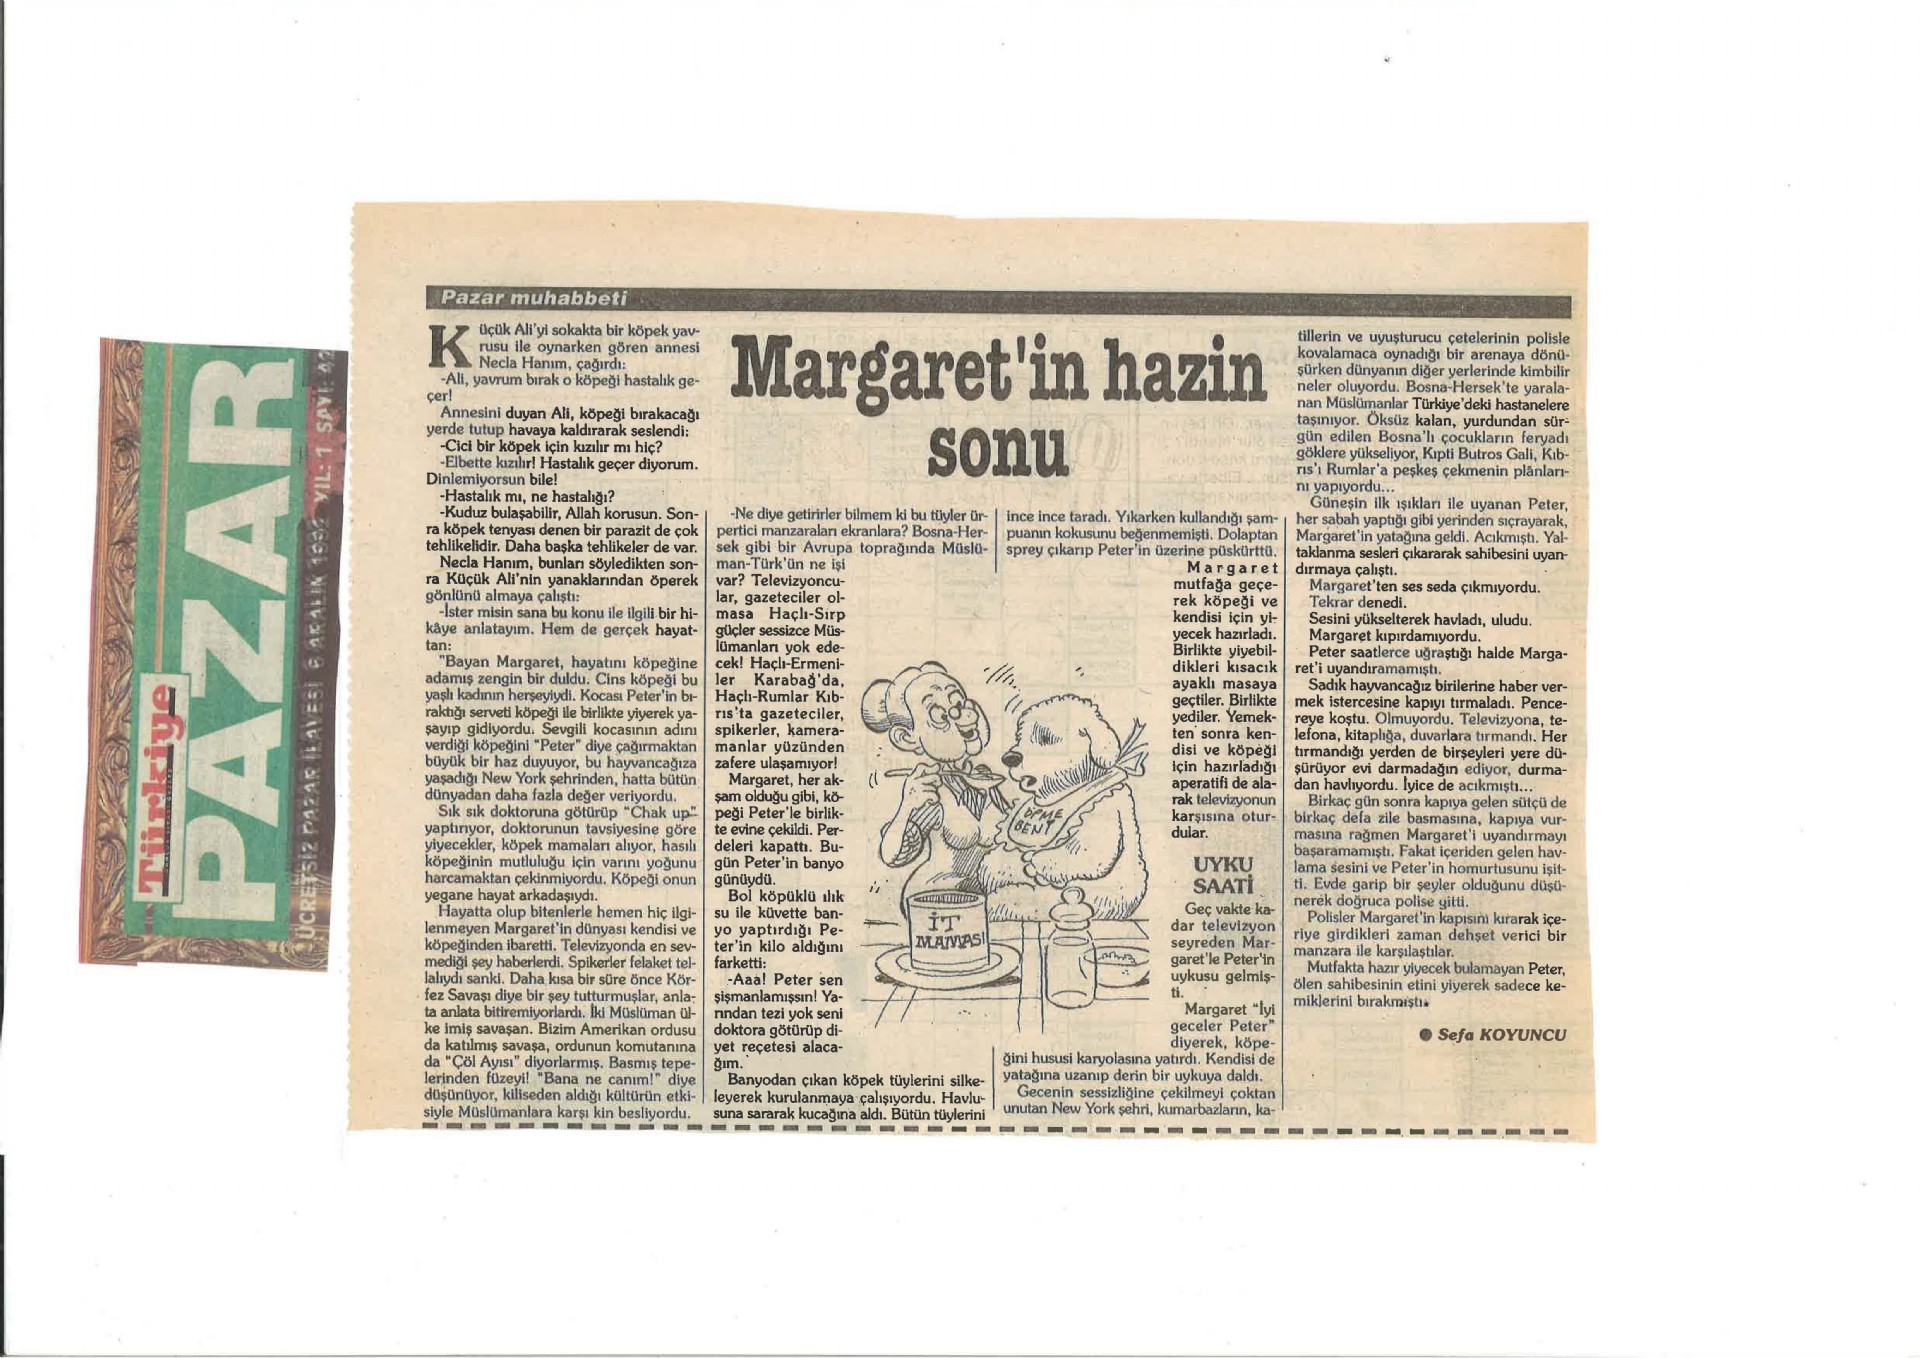 Türkiye
PAZAR
ÜCRETSİZ PAZAR İLAVESİ 6 ARALIK 1992 YIL: 1 SAYI: 42
Pazar muhabbeti
Margaret'in hazin
sonu
Küçük Ali'yi sokakta bir köpek yav-
rusu ile oynarken gören annesi
Necla Hanım, çağırdı:
-Ali, yavrum bırak o köpeği hastalık ge-
çer!
Annesini duyan Ali, köpeği bırakacağı
yerde tutup havaya kaldırarak seslendi:
-Cici bir köpek için kızılır mı hiç?
-Elbette kızılır! Hastalık geçer diyorum.
Dinlemiyorsun bile!
-Hastalık mı, ne hastalığı?
-Kuduz bulaşabilir, Allah korusun. Son-
ra köpek tenyası denen bir parazit de çok
tehlikelidir. Daha başka tehlikeler de var.
Necla Hanım, bunları söyledikten son-
ra Küçük Ali'nin yanaklarından öperek
gönlünü almaya çalıştı:
-İster misin sana bu konu ile ilgili bir hi-
kâye anlatayım. Hem de gerçek hayat-
tan:
"Bayan Margaret, hayatını köpeğine
adamış zengin bir duldu. Cins köpeği bu
yaşlı kadının herşeyiydi. Kocası Peter'in bı-
raktığı serveti köpeği ile birlikte yiyerek ya-
şayıp gidiyordu. Sevgili kocasının adını
verdiği köpeğini "Peter" diye çağırmaktan
büyük bir haz duyuyor, bu hayvancağıza
yaşadığı New York şehrinden, hatta bütün
dünyadan daha fazla değer veriyordu.
Sık sık doktoruna götürüp "Chak up"
yaptırıyor, doktorunun tavsiyesine göre
yiyecekler, köpek mamaları alıyor, hasılı
köpeğinin mutluluğu için varını yoğunu
harcamaktan çekinmiyordu. Köpeği onun
yegane hayat arkadaşıydı.
Hayatta olup bitenlerle hemen hiç ilgi-
lenmeyen Margaret'in dünyası kendisi ve
köpeğinden ibaretti. Televizyonda en sev-
mediği şey haberlerdi. Spikerler felaket tel-
lalıydı sanki. Daha kısa bir süre önce Kör-
fez Savaşı diye bir şey tutturmuşlar, anla-
ta anlata bitiremiyorlardı. İki Müslüman ül-
ke imiş savaşan. Bizim Amerikan ordusu
da katılmış savaşa, ordunun komutanına
da "Çöl Ayısı" diyorlarmış. Basmış tepe-
lerinden füzeyi! "Bana ne canım!" diye
düşünüyor, kiliseden aldığı kültürün etki-
siyle Müslümanlara karşı kin besliyordu.
-Ne diye getirirler bilmem ki bu tüyler ür-
pertici manzaraları ekranlara? Bosna-Her-
sek gibi bir Avrupa toprağında Müslü-
man-Türk'ün ne işi
var? Televizyoncu-
lar, gazeteciler ol-
masa Haçlı-Sırp
güçler sessizce Müs-
lümanları yok ede-
cek! Haçlı-Ermeni-
ler Karabağ'da,
Haçlı-Rumlar Kıb-
rıs'ta gazeteciler,
spikerler, kamera-
manlar yüzünden
zafere ulaşamıyor!
Margaret, her ak-
şam olduğu gibi, kö-
peği Peter'le birlik-
te evine çekildi. Per-
deleri kapattı. Bu-
gün Peter'in banyo
günüydü.
Bol köpüklü ılık
su ile küvette ban-
yo yaptırdığı Pe-
ter'in kilo aldığını
farketti:
-Aaa! Peter sen
şişmanlamışsın! Ya-
rından tezi yok seni
doktora götürüp di-
yet reçetesi alaca-
ğım.
Banyodan çıkan köpek tüylerini silke-
leyerek kurulanmaya çalışıyordu. Havlu-
suna sararak kucağına aldı. Bütün tüylerini
ÖPME
BENİ
İT
MAMASI
ince ince taradı. Yıkarken kullandığı şam-
puanın kokusunu beğenmemişti. Dolaptan
sprey çıkarıp Peter'in üzerine püskürttü.
Margaret
mutfağa geçe-
rek köpeği ve
kendisi için yi-
yecek hazırladı.
Birlikte yiyebil-
dikleri kısacık
ayaklı masaya
geçtiler. Birlikte
yediler. Yemek-
ten sonra ken-
disi ve köpeği
için hazırladığı
aperatifi de ala-
rak televizyonun
karşısına otur-
dular.
UYKU
SAATİ
Geç vakte ka-
dar televizyon
seyreden Mar-
garet'le Peter'in
uykusu gelmiş-
ti.
Margaret "İyi
geceler Peter"
diyerek, köpe-
ğini hususi karyolasına yatırdı. Kendisi de
yatağına uzanıp derin bir uykuya daldı.
Gecenin sessizliğine çekilmeyi çoktan
unutan New York şehri, kumarbazların, ka-
tillerin ve uyuşturucu çetelerinin polisle
kovalamaca oynadığı bir arenaya dönü-
şürken dünyanın diğer yerlerinde kimbilir
neler oluyordu. Bosna-Hersek'te yarala-
nan Müslümanlar Türkiye'deki hastanelere
taşınıyor. Öksüz kalan, yurdundan sür-
gün edilen Bosna'lı çocukların feryadı
göklere yükseliyor, Kıpti Butros Gali, Kıb-
rıs'ı Rumlar'a peşkeş çekmenin plânları-
nı yapıyordu...
Güneşin ilk ışıkları ile uyanan Peter,
her sabah yaptığı gibi yerinden sıçrayarak,
Margaret'in yatağına geldi. Acıkmıştı. Yal-
taklanma sesleri çıkararak sahibesini uyan-
dırmaya çalıştı.
Margaret'ten ses seda çıkmıyordu.
Tekrar denedi.
Sesini yükselterek havladı, uludu.
Margaret kıpırdamıyordu.
Peter saatlerce uğraştığı halde Marga-
ret'i uyandıramamıştı.
Sadık hayvancağız birilerine haber ver-
mek istercesine kapıyı tırmaladı. Pence-
reye koştu. Olmuyordu. Televizyona, te-
lefona, kitaplığa, duvarlara tırmandı. Her
tırmandığı yerden de birşeyleri yere dü-
şürüyor evi darmadağın ediyor, durma-
dan havlıyordu. İyice de acıkmıştı...
Birkaç gün sonra kapıya gelen sütçü de
birkaç defa zile basmasına, kapıya vur-
masına rağmen Margaret'i uyandırmayı
başaramamıştı. Fakat içeriden gelen hav-
lama sesini ve Peter'in homurtusunu işit-
ti. Evde garip bir şeyler olduğunu düşü-
nerek doğruca polise gitti.
Polisler Margaret'in kapısını kırarak içe-
riye girdikleri zaman dehşet verici bir
manzara ile karşılaştılar.
Mutfakta hazır yiyecek bulamayan Peter,
ölen sahibesinin etini yiyerek sadece ke-
miklerini bırakmıştı.
● Sefa KOYUNCU